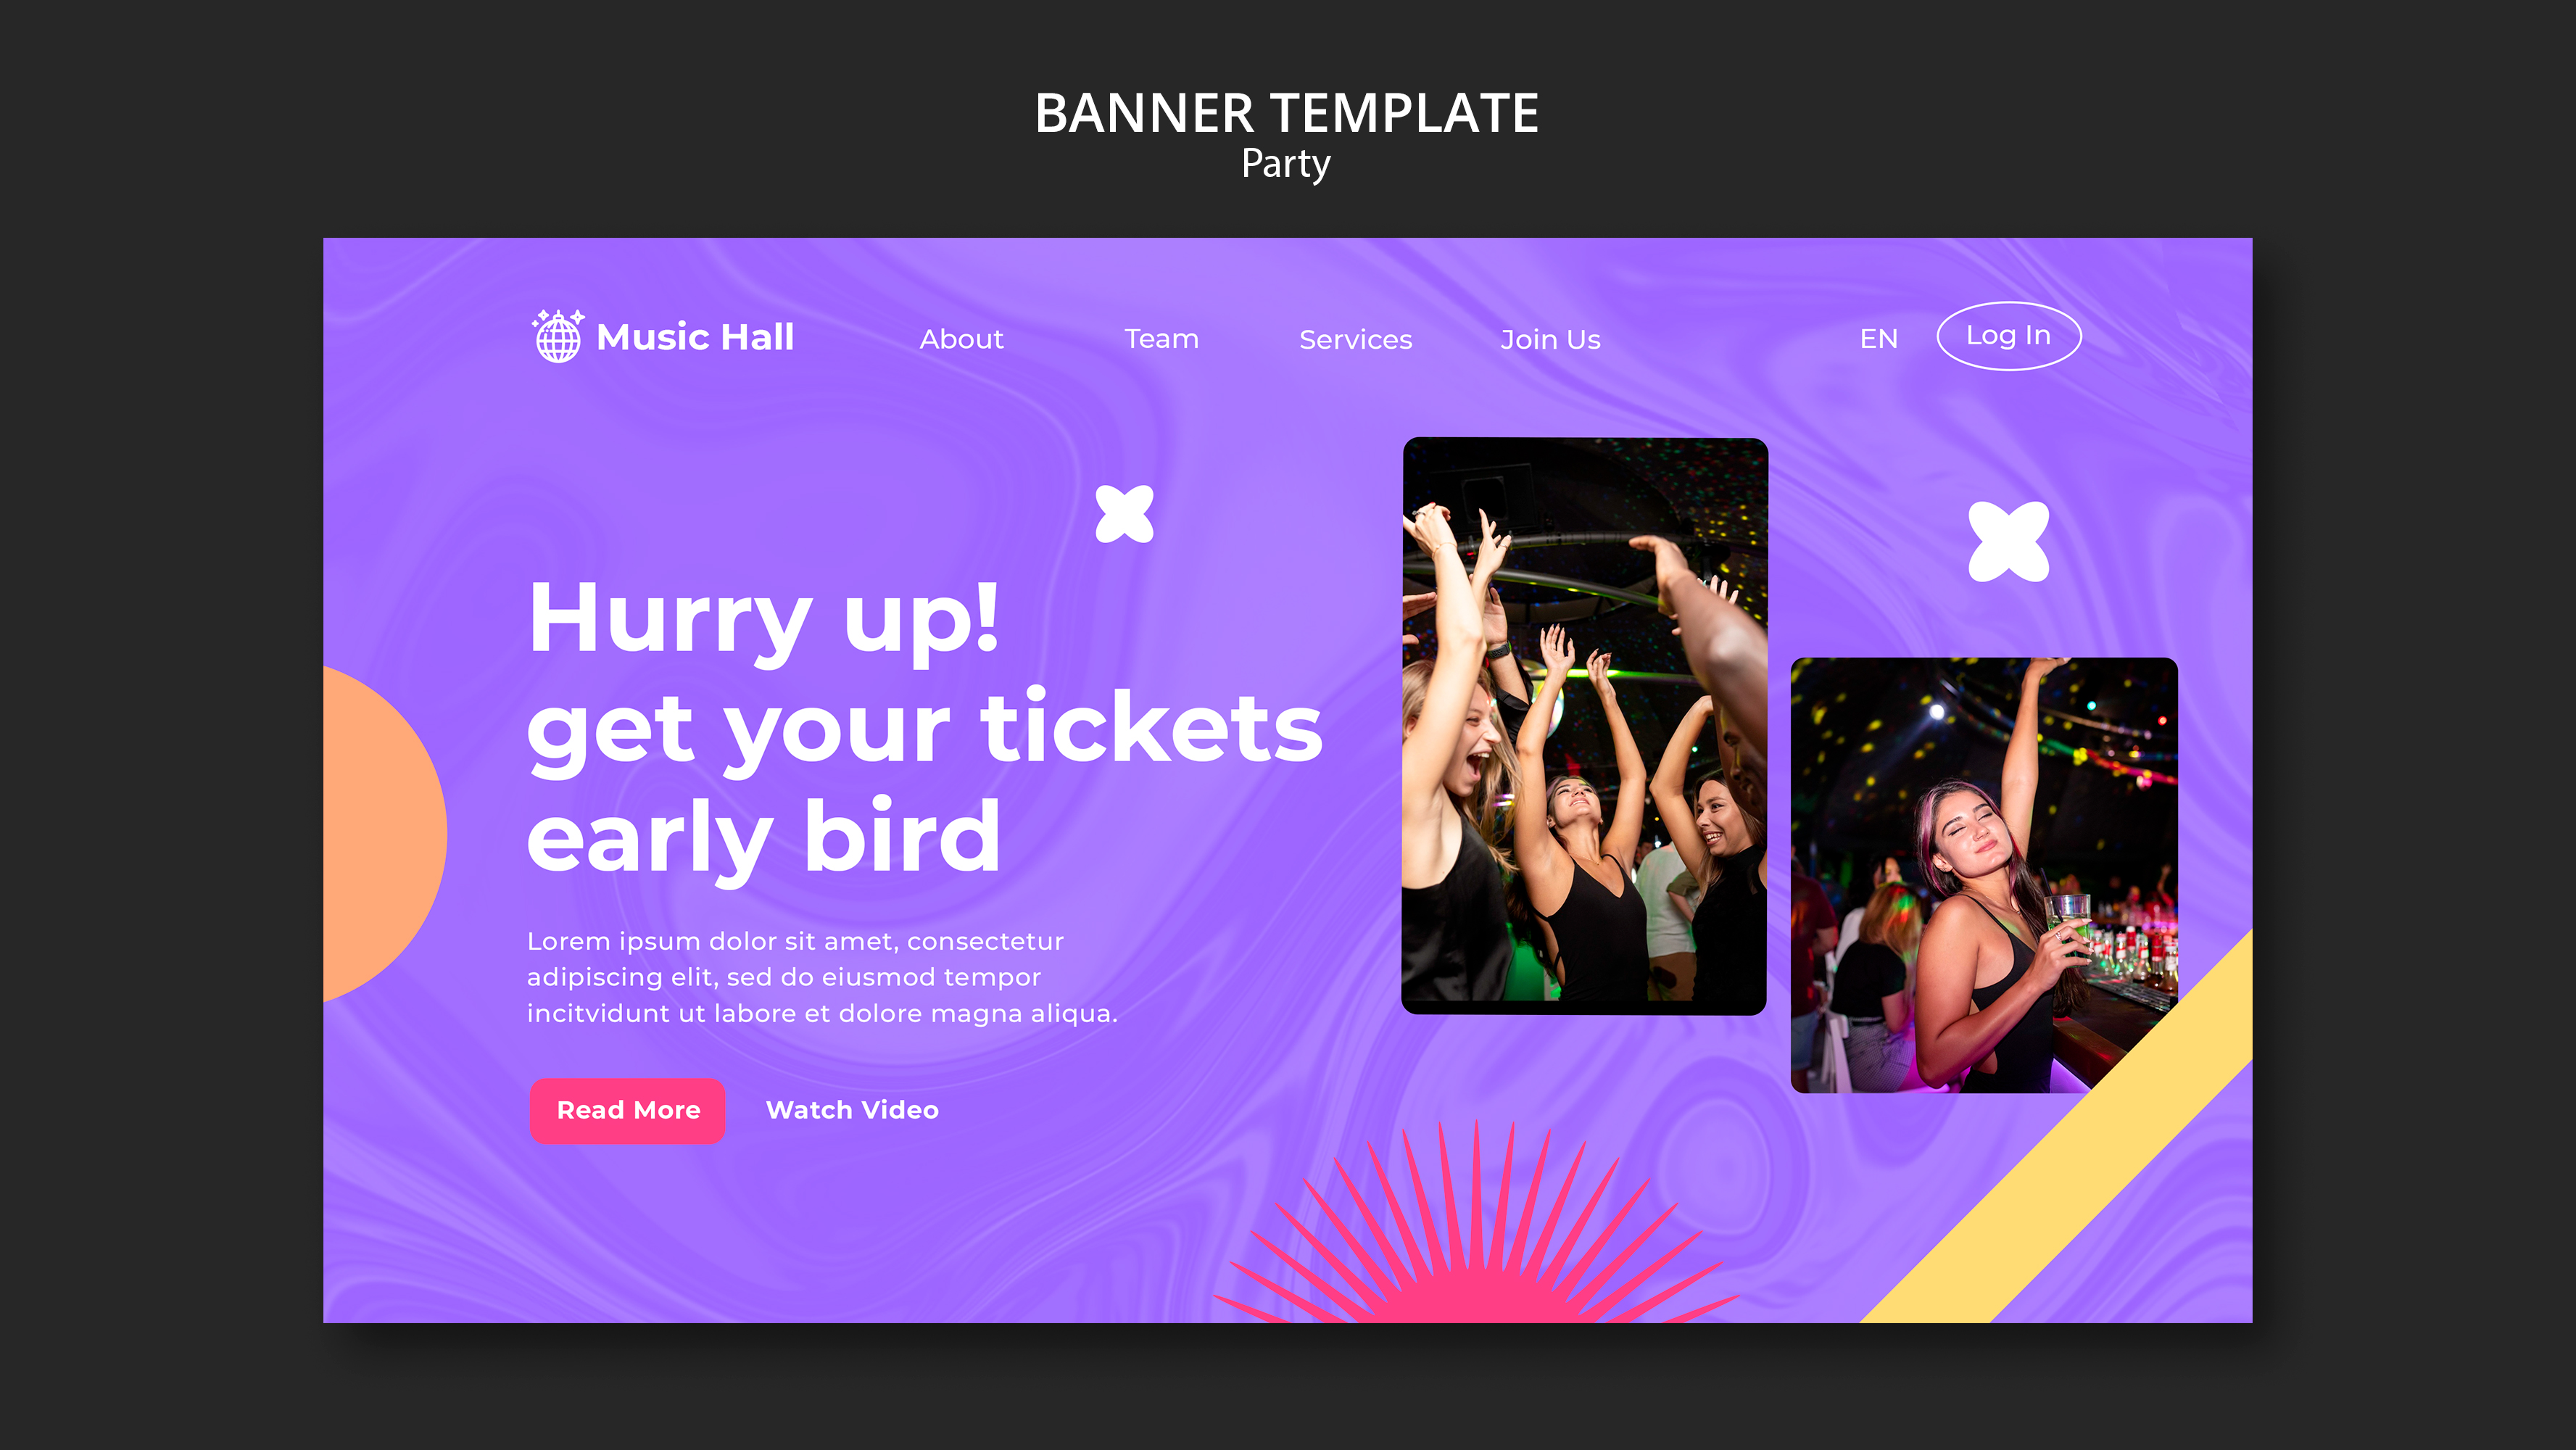 BANNER TEMPLATE
Party
Music Hall
About
Team
Services
Join Us
EN
Log In
Hurry up!
get your tickets
early bird
Lorem ipsum dolor sit amet, consectetur
adipiscing elit, sed do eiusmod tempor
incitvidunt ut labore et dolore magna aliqua.
Read More
Watch Video